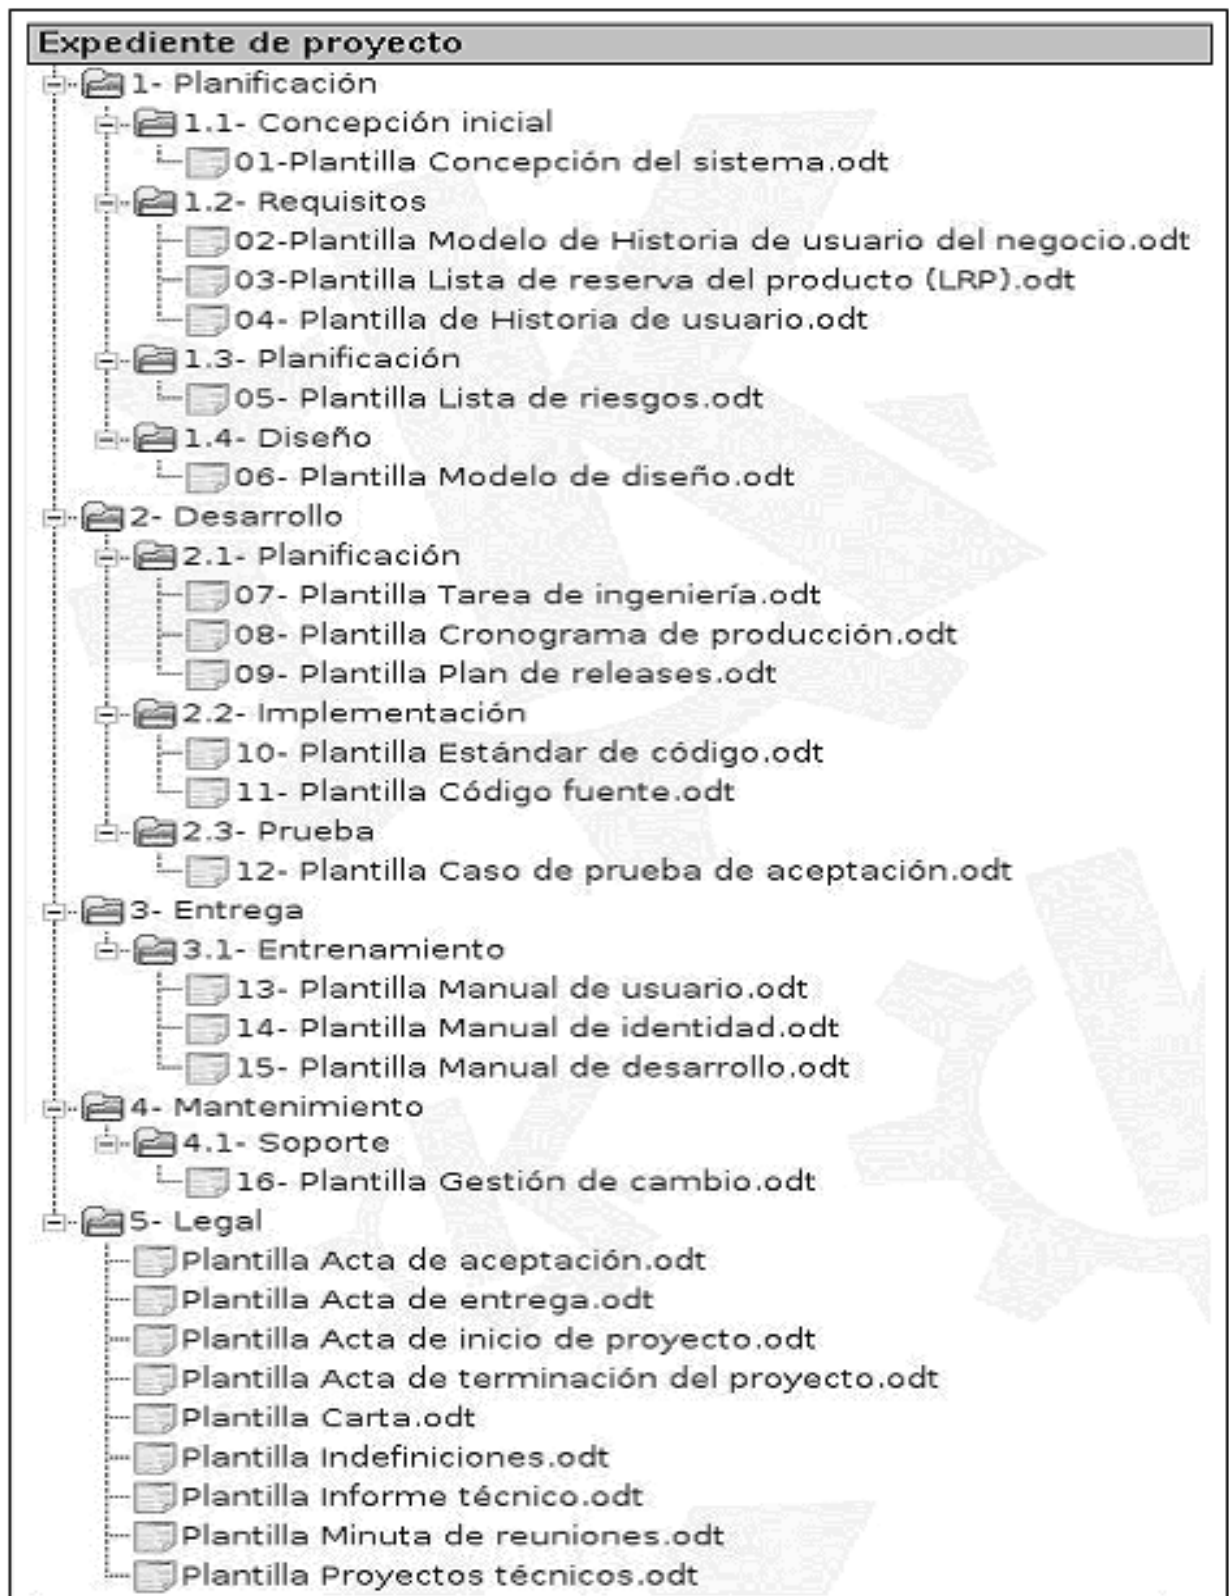 Expediente de proyecto
1- Planificación
1.1- Concepción inicial
01-Plantilla Concepción del sistema.odt
1.2- Requisitos
02-Plantilla Modelo de Historia de usuario del negocio.odt
03-Plantilla Lista de reserva del producto (LRP).odt
04- Plantilla de Historia de usuario.odt
1.3- Planificación
05- Plantilla Lista de riesgos.odt
1.4- Diseño
06- Plantilla Modelo de diseño.odt
2- Desarrollo
2.1- Planificación
07- Plantilla Tarea de ingeniería.odt
08- Plantilla Cronograma de producción.odt
09- Plantilla Plan de releases.odt
2.2- Implementación
10- Plantilla Estándar de código.odt
11- Plantilla Código fuente.odt
2.3- Prueba
12- Plantilla Caso de prueba de aceptación.odt
3- Entrega
3.1- Entrenamiento
13- Plantilla Manual de usuario.odt
14- Plantilla Manual de identidad.odt
15- Plantilla Manual de desarrollo.odt
4- Mantenimiento
4.1- Soporte
16- Plantilla Gestión de cambio.odt
5- Legal
Plantilla Acta de aceptación.odt
Plantilla Acta de entrega.odt
Plantilla Acta de inicio de proyecto.odt
Plantilla Acta de terminación del proyecto.odt
Plantilla Carta.odt
Plantilla Indefiniciones.odt
Plantilla Informe técnico.odt
Plantilla Minuta de reuniones.odt
Plantilla Proyectos técnicos.odt